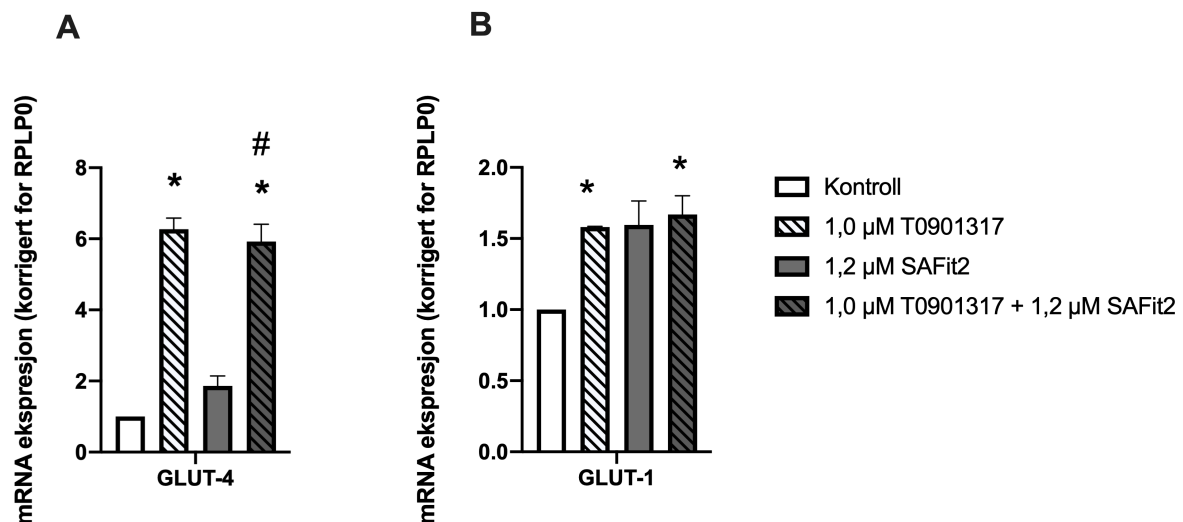 A
mRNA ekspresjon (korrigert for RPLP0)
8
6
4
2
0
*
#
*
GLUT-4
B
mRNA ekspresjon (korrigert for RPLP0)
2.0
1.5
1.0
0.5
0.0
*
*
GLUT-1
Kontroll
1,0 µM T0901317
1,2 µM SAFit2
1,0 µM T0901317 + 1,2 µM SAFit2